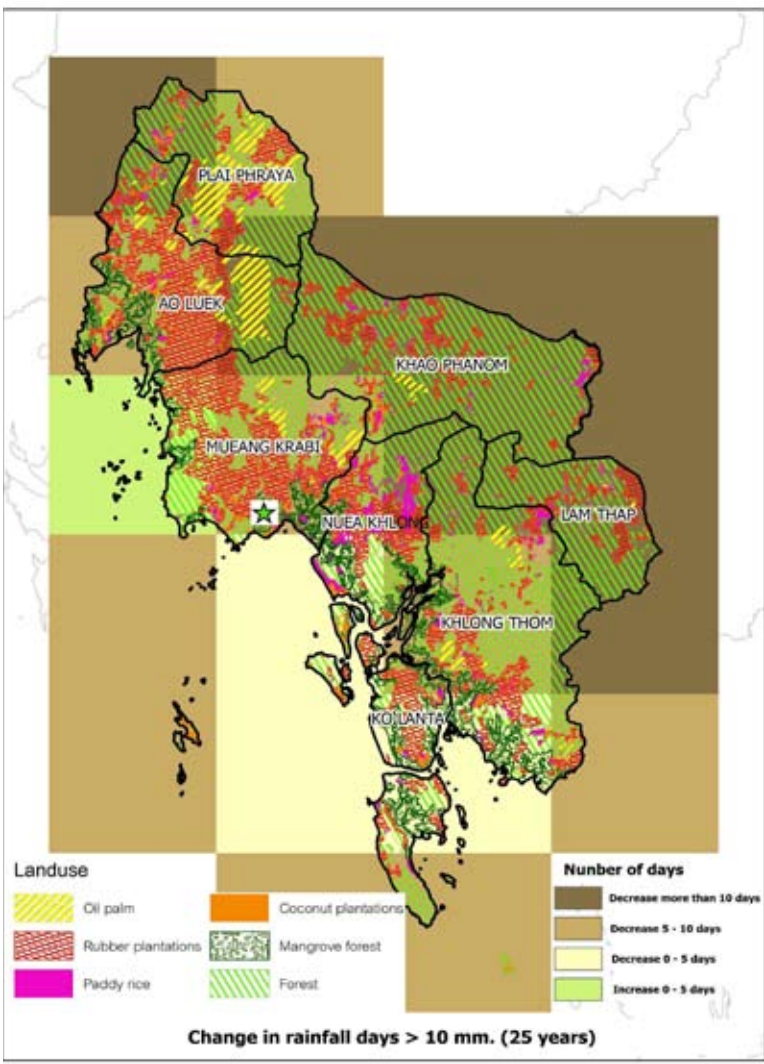 PLAI PHRAYA
AO LUEK
KHAO PHANOM
MUEANG KRABI
NUEA KHLONG
LAM THAP
KHLONG THOM
KO LANTA
Landuse
Oil palm
Rubber plantations
Paddy rice
Coconut plantations
Mangrove forest
Forest
Nunber of days
Decrease more than 10 days
Decrease 5 - 10 days
Decrease 0 - 5 days
Increase 0 - 5 days
Change in rainfall days > 10 mm. (25 years)